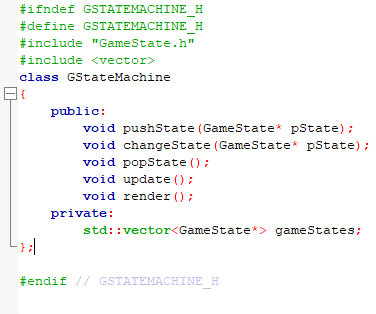 #ifndef GSTATEMACHINE_H
#define GSTATEMACHINE_H
#include "GameState.h"
#include <vector>
class GStateMachine
{
    public:
        void pushState(GameState* pState);
        void changeState(GameState* pState);
        void popState();
        void update();
        void render();
    private:
        std::vector<GameState*> gameStates;
};

#endif // GSTATEMACHINE_H